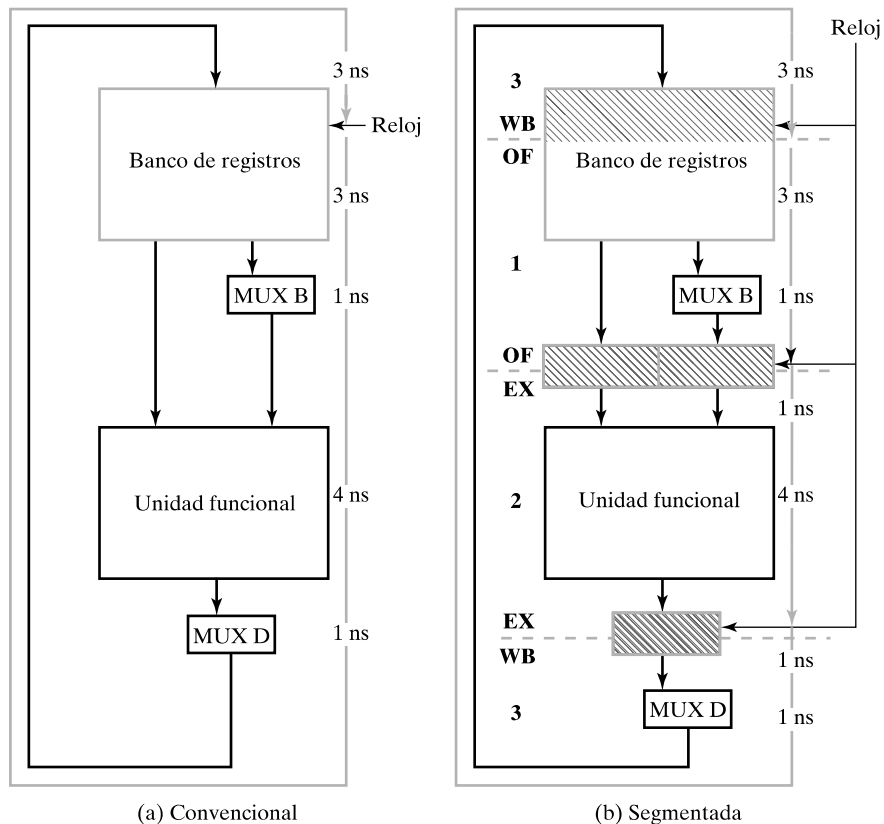 3 ns
Reloj
Banco de registros
3 ns
MUX B
1 ns
Unidad funcional
4 ns
MUX D
1 ns
(a) Convencional
Reloj
3 ns
3
WB
OF
Banco de registros
3 ns
1
MUX B
1 ns
OF
EX
1 ns
2
Unidad funcional
4 ns
EX
WB
1 ns
3
MUX D
1 ns
(b) Segmentada